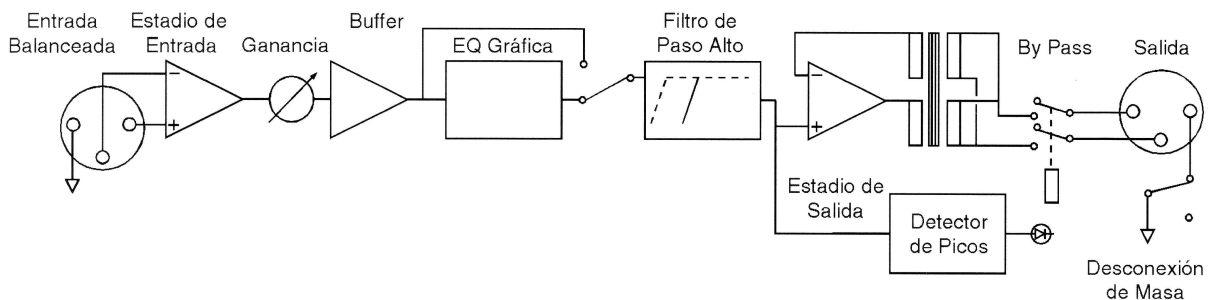 Entrada
Balanceada
Estadio de
Entrada
Ganancia
Buffer
EQ Gráfica
Filtro de
Paso Alto
By Pass
Salida
Estadio de
Salida
Detector
de Picos
Desconexión
de Masa